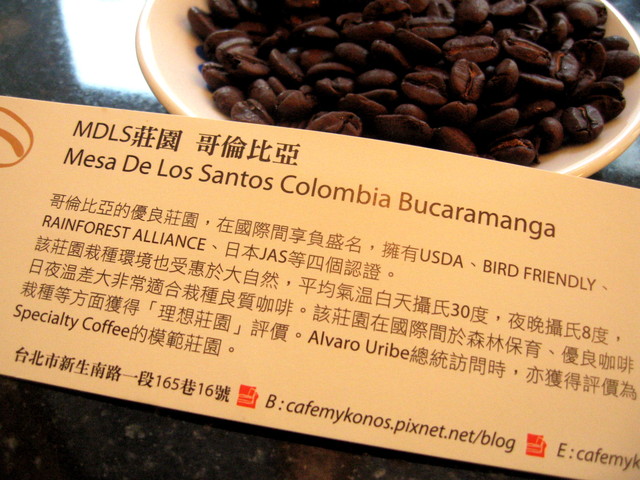 MDLS莊園 哥倫比亞
Mesa De Los Santos Colombia Bucaramanga
哥倫比亞的優良莊園，在國際間享負盛名，擁有USDA、BIRD FRIENDLY、
RAINFOREST ALLIANCE、日本JAS等四個認證。
該莊園栽種環境也受惠於大自然，平均氣溫白天攝氏30度，夜晚攝氏8度，
日夜温差大非常適合栽種良質咖啡。該莊園在國際間於森林保育、優良咖啡
栽種等方面獲得「理想莊園」評價。Alvaro Uribe總統訪問時，亦獲得評價為
Specialty Coffee的模範莊園。
台北市新生南路一段165巷16號 B : cafemykonos.pixnet.net/blog E : cafemyk